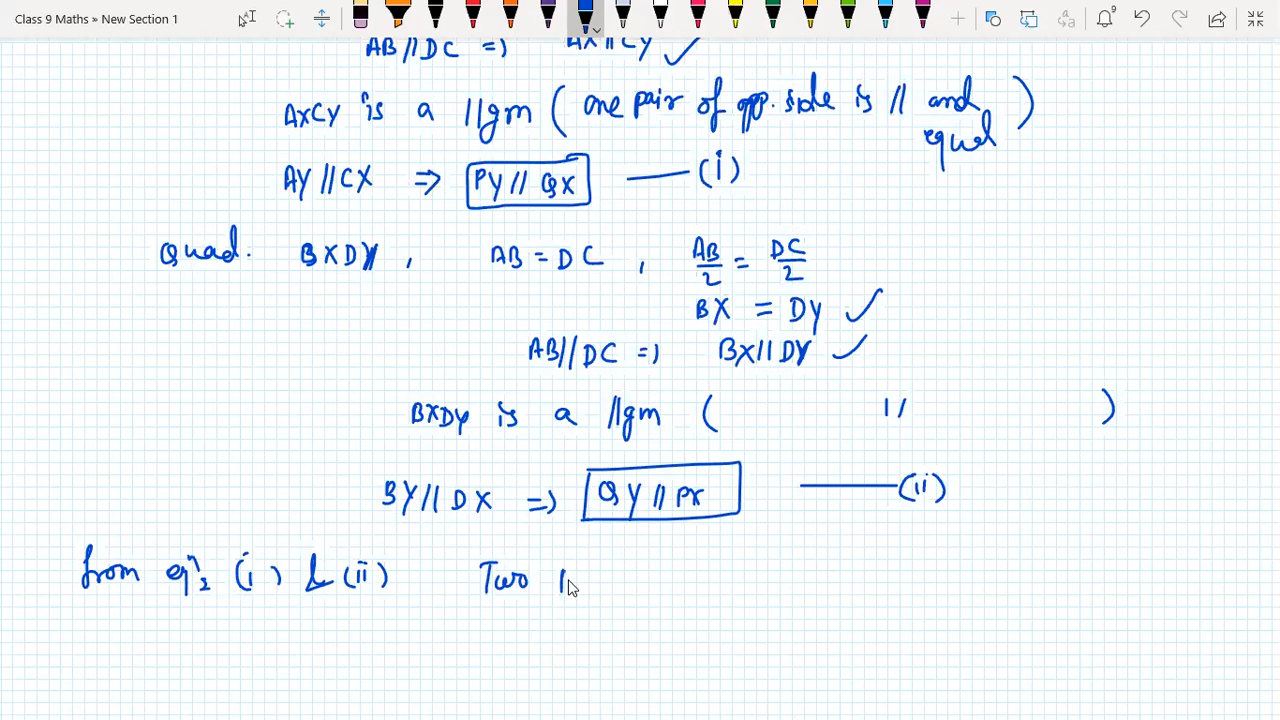 Class 9 Maths » New Section 1
AB//DC => AX//CY ✓
AXCY is a //gm ( one pair of opp. side is // and equal )
AY//CX => PY//QX —— (i)
Quad. BXDY, AB = DC, AB/2 = DC/2
BX = DY ✓
AB//DC => BX//DY ✓
BXDY is a //gm ( // )
BY//DX => QY//PX —— (ii)
from eqn s (i) & (ii) Two